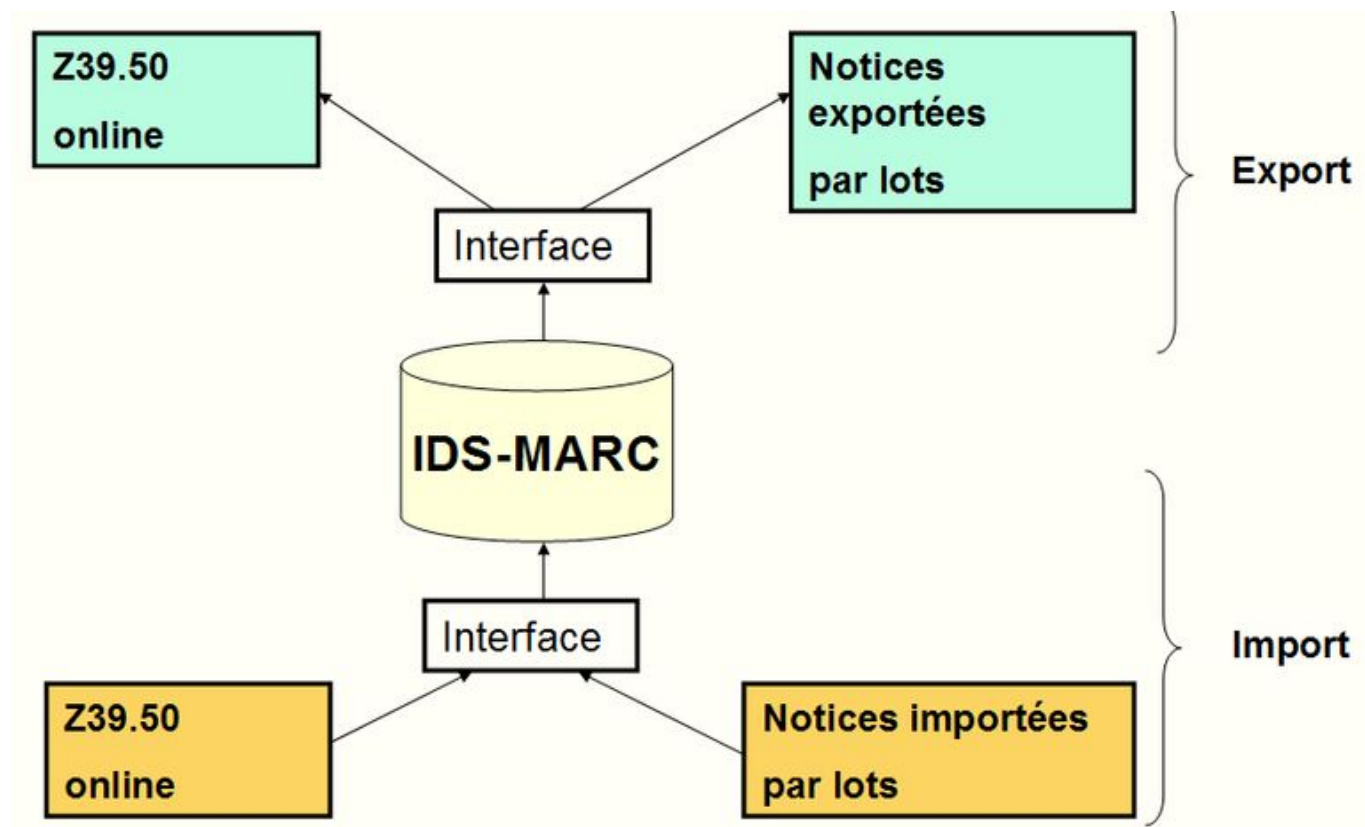 Z39.50
online
Notices
exportées
par lots
Export
Interface
IDS-MARC
Interface
Import
Z39.50
online
Notices importées
par lots